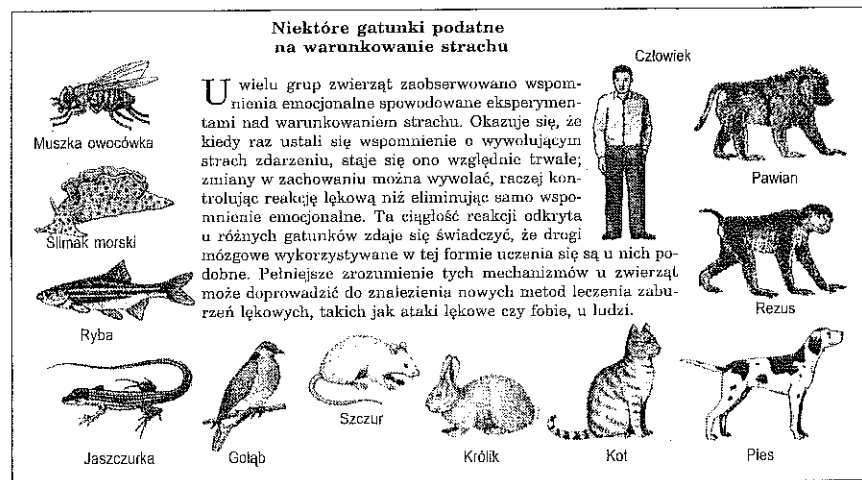 Niektóre gatunki podatne
na warunkowanie strachu
U wielu grup zwierząt zaobserwowano wspom-
nienia emocjonalne spowodowane eksperymen-
tami nad warunkowaniem strachu. Okazuje się, że
kiedy raz ustali się wspomnienie o wywołującym
strach zdarzeniu, staje się ono względnie trwałe;
zmiany w zachowaniu można wywołać, raczej kon-
trolując reakcję lękową niż eliminując samo wspo-
mnienie emocjonalne. Ta ciągłość reakcji odkryta
u różnych gatunków zdaje się świadczyć, że drogi
mózgowe wykorzystywane w tej formie uczenia się są u nich po-
dobne. Pełniejsze zrozumienie tych mechanizmów u zwierząt
może doprowadzić do znalezienia nowych metod leczenia zabu-
rzeń lękowych, takich jak ataki lękowe czy fobie, u ludzi.
Człowiek
Muszka owocówka
Pawian
Ślimak morski
Ryba
Rezus
Jaszczurka
Gołąb
Szczur
Królik
Kot
Pies